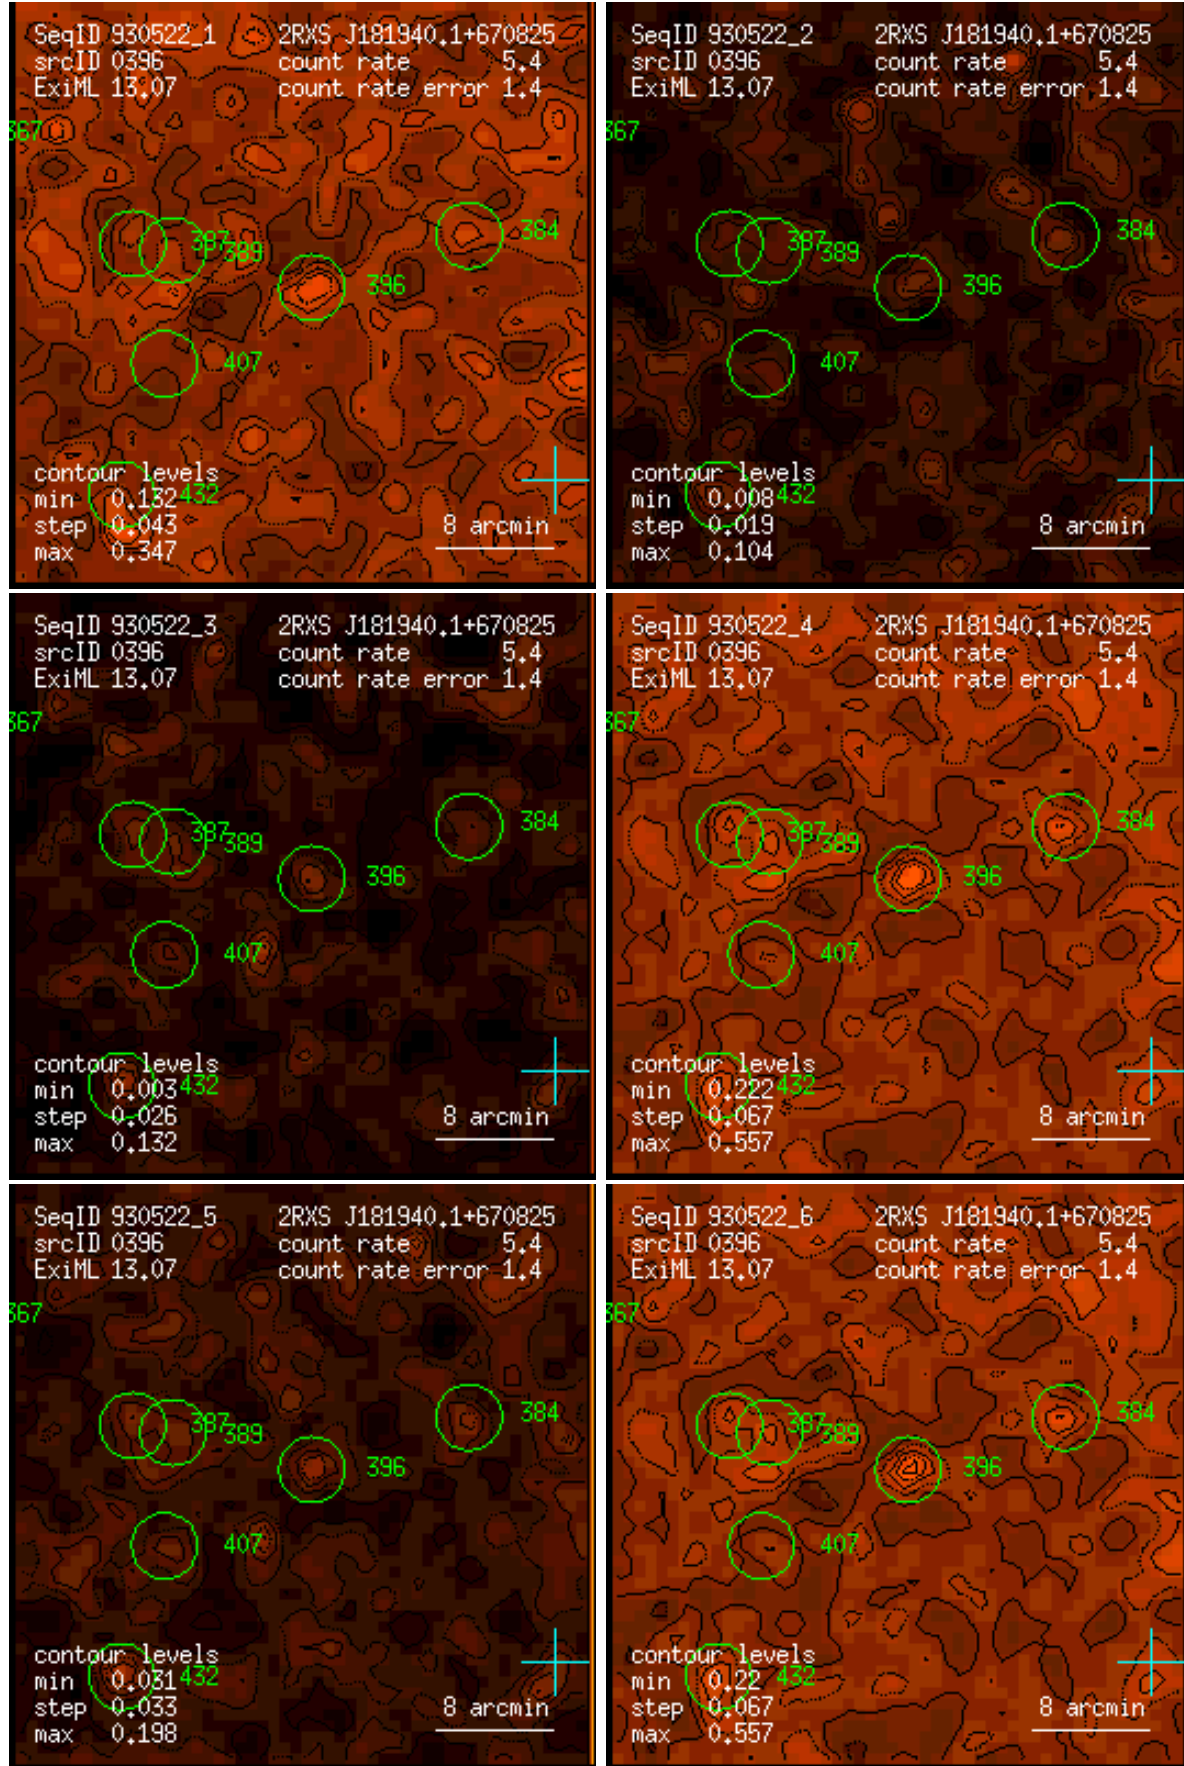 SeqID 930522_1 2RXS J181940.1+670825
srcID 0396 count rate 5.4
ExiML 13.07 count rate error 1.4
367
384
387
389
396
407
contour levels
min 0.132
432
step 0.043
max 0.347
8 arcmin
SeqID 930522_2 2RXS J181940.1+670825
srcID 0396 count rate 5.4
ExiML 13.07 count rate error 1.4
367
384
387
389
396
407
contour levels
min 0.008
432
step 0.019
max 0.104
8 arcmin
SeqID 930522_3 2RXS J181940.1+670825
srcID 0396 count rate 5.4
ExiML 13.07 count rate error 1.4
367
384
387
389
396
407
contour levels
min 0.003
432
step 0.026
max 0.132
8 arcmin
SeqID 930522_4 2RXS J181940.1+670825
srcID 0396 count rate 5.4
ExiML 13.07 count rate error 1.4
367
384
387
389
396
407
contour levels
min 0.222
432
step 0.067
max 0.557
8 arcmin
SeqID 930522_5 2RXS J181940.1+670825
srcID 0396 count rate 5.4
ExiML 13.07 count rate error 1.4
367
384
387
389
396
407
contour levels
min 0.031
432
step 0.033
max 0.198
8 arcmin
SeqID 930522_6 2RXS J181940.1+670825
srcID 0396 count rate 5.4
ExiML 13.07 count rate error 1.4
367
384
387
389
396
407
contour levels
min 0.22
432
step 0.067
max 0.557
8 arcmin